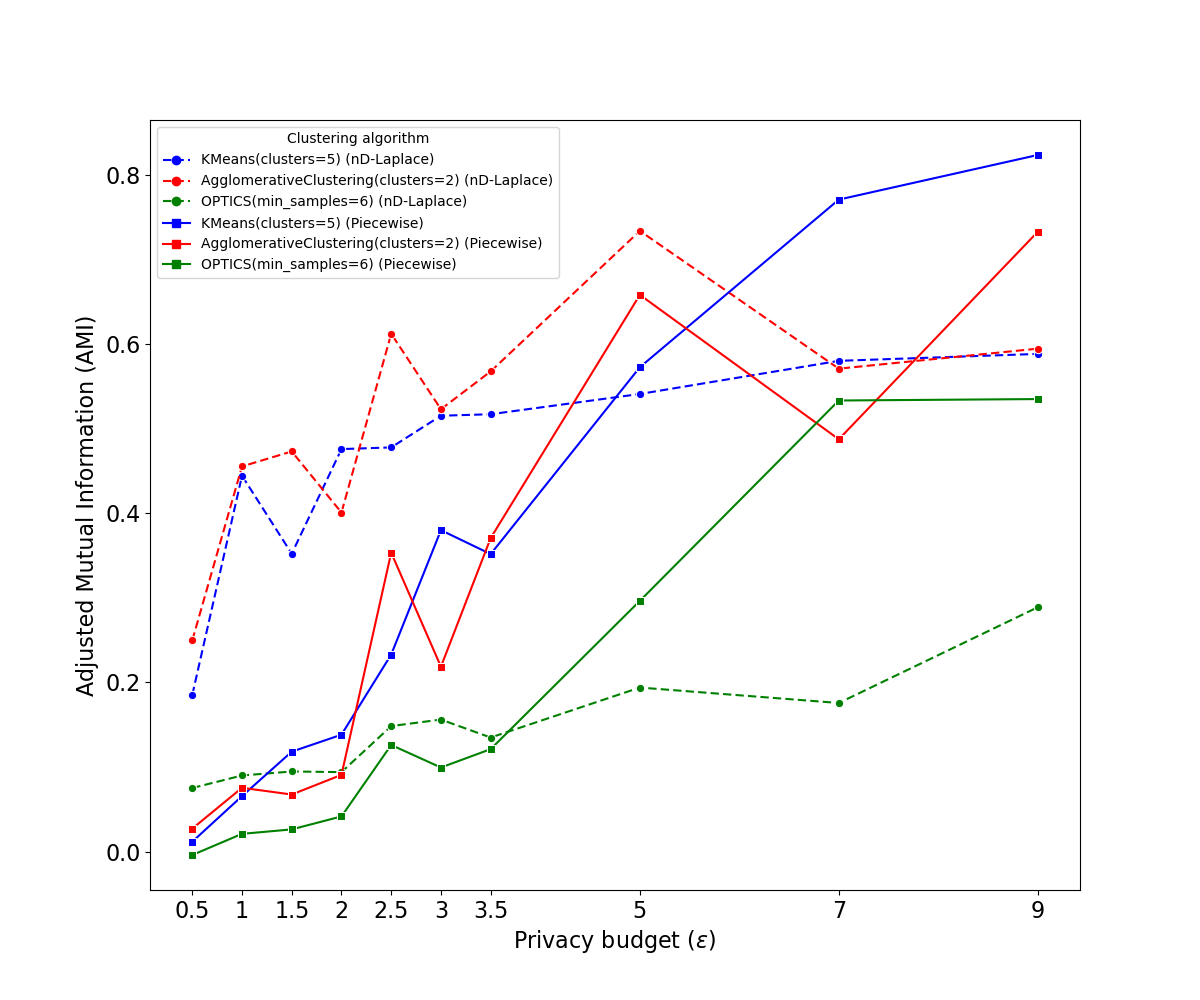 Clustering algorithm
KMeans(clusters=5) (nD-Laplace)
AgglomerativeClustering(clusters=2) (nD-Laplace)
OPTICS(min_samples=6) (nD-Laplace)
KMeans(clusters=5) (Piecewise)
AgglomerativeClustering(clusters=2) (Piecewise)
OPTICS(min_samples=6) (Piecewise)
Adjusted Mutual Information (AMI)
0.8
0.6
0.4
0.2
0.0
0.5 1 1.5 2 2.5 3 3.5 5 7 9
Privacy budget (ε)